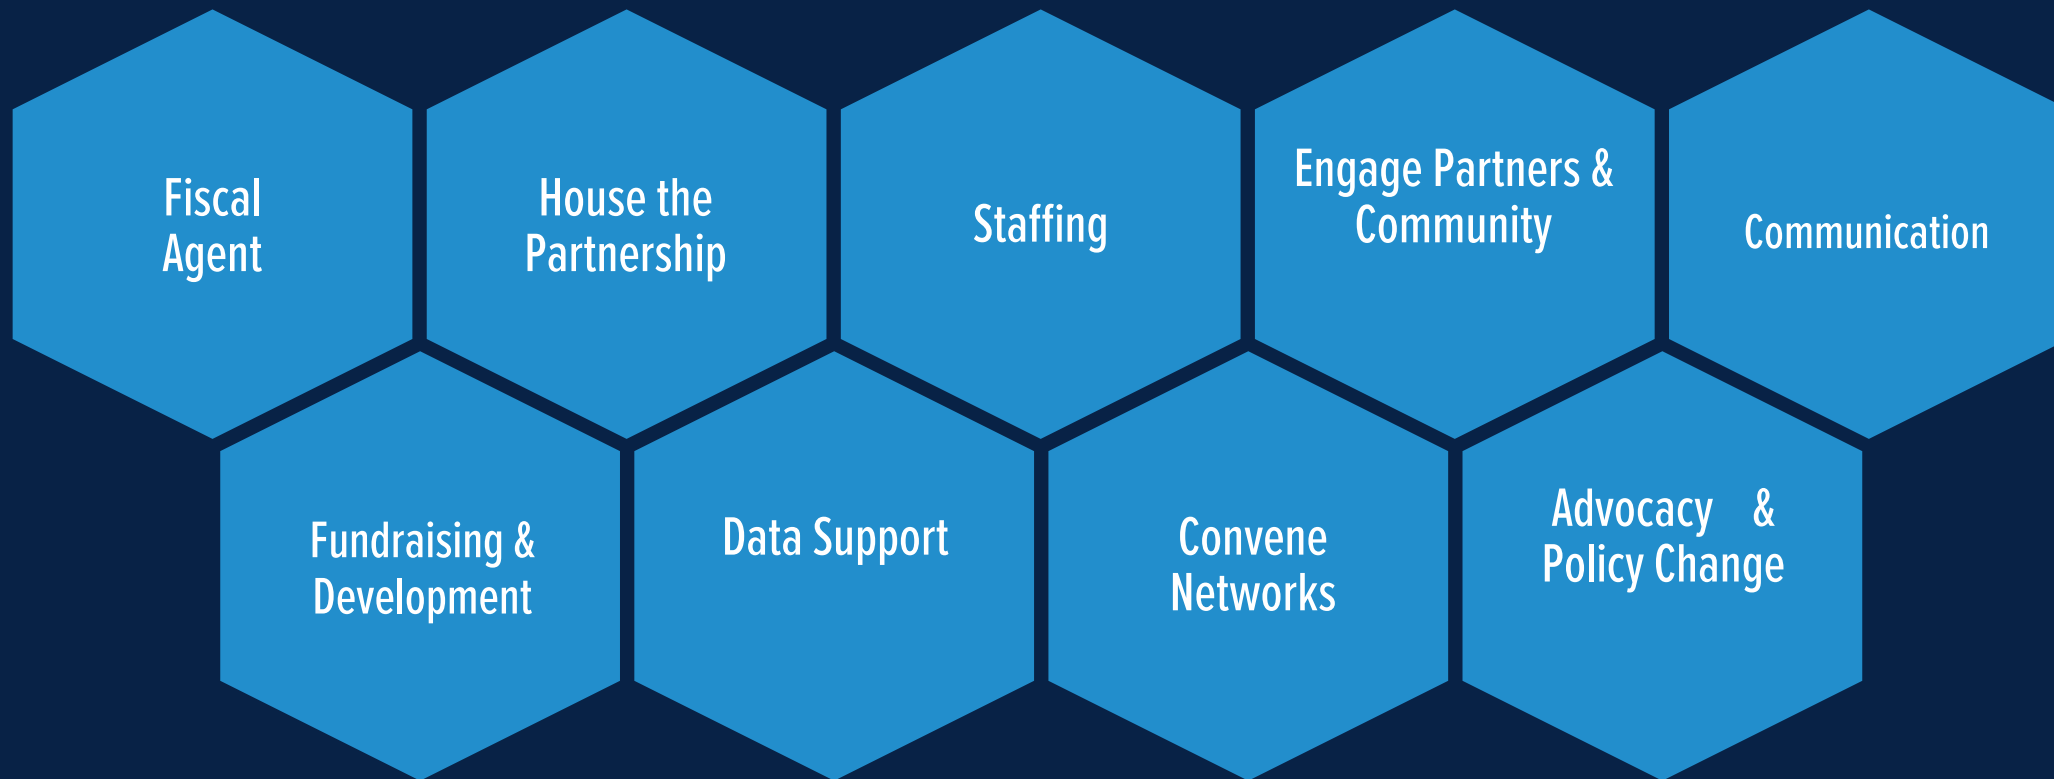 Fiscal
Agent
House the
Partnership
Staffing
Engage Partners &
Community
Communication
Fundraising &
Development
Data Support
Convene
Networks
Advocacy &
Policy Change